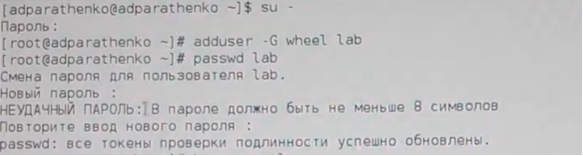 [adparathenko@adparathenko ~]$ su -
Пароль:
[root@adparathenko ~]# adduser -G wheel lab
[root@adparathenko ~]# passwd lab
Смена пароля для пользователя lab.
Новый пароль :
НЕУДАЧНЫЙ ПАРОЛЬ: В пароле должно быть не меньше 8 символов
Повторите ввод нового пароля :
passwd: все токены проверки подлинности успешно обновлены.